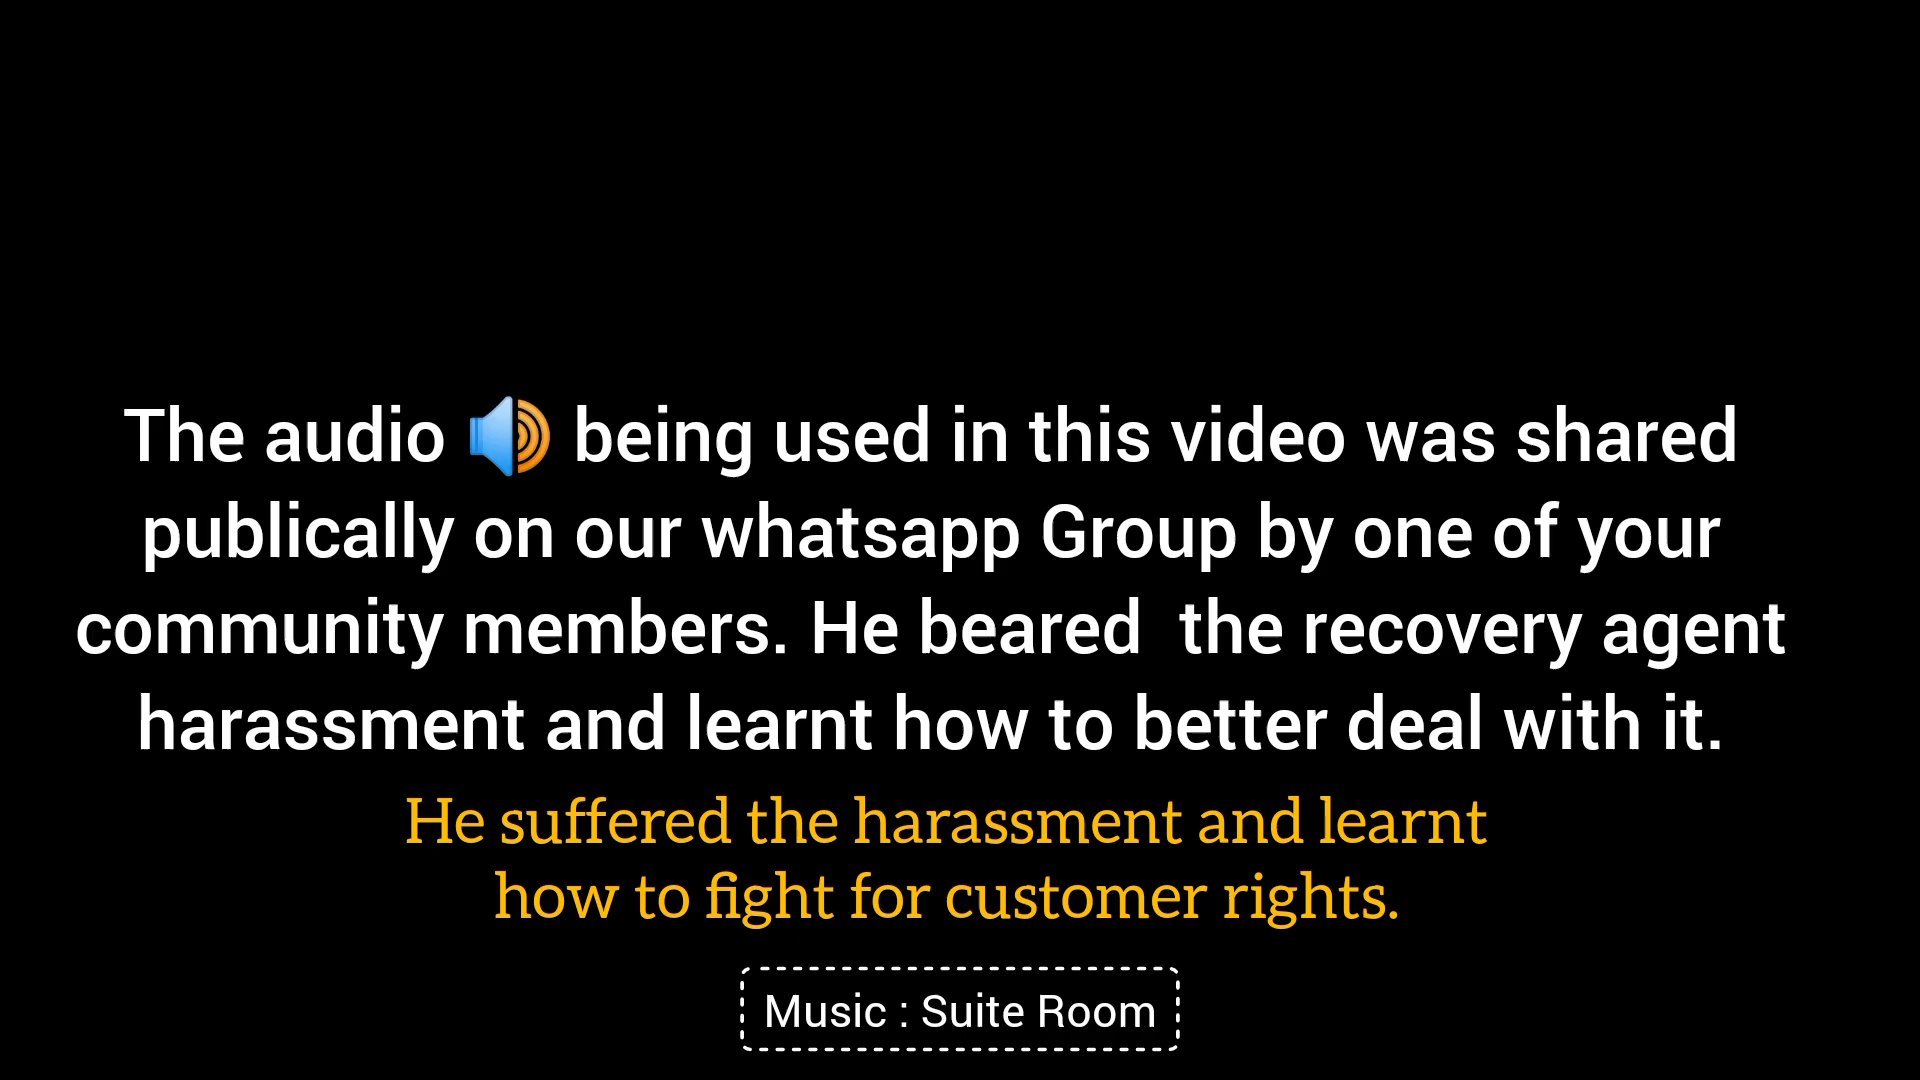 The audio 🔊 being used in this video was shared
publically on our whatsapp Group by one of your
community members. He beared  the recovery agent
harassment and learnt how to better deal with it.
He suffered the harassment and learnt
how to fight for customer rights.
Music : Suite Room